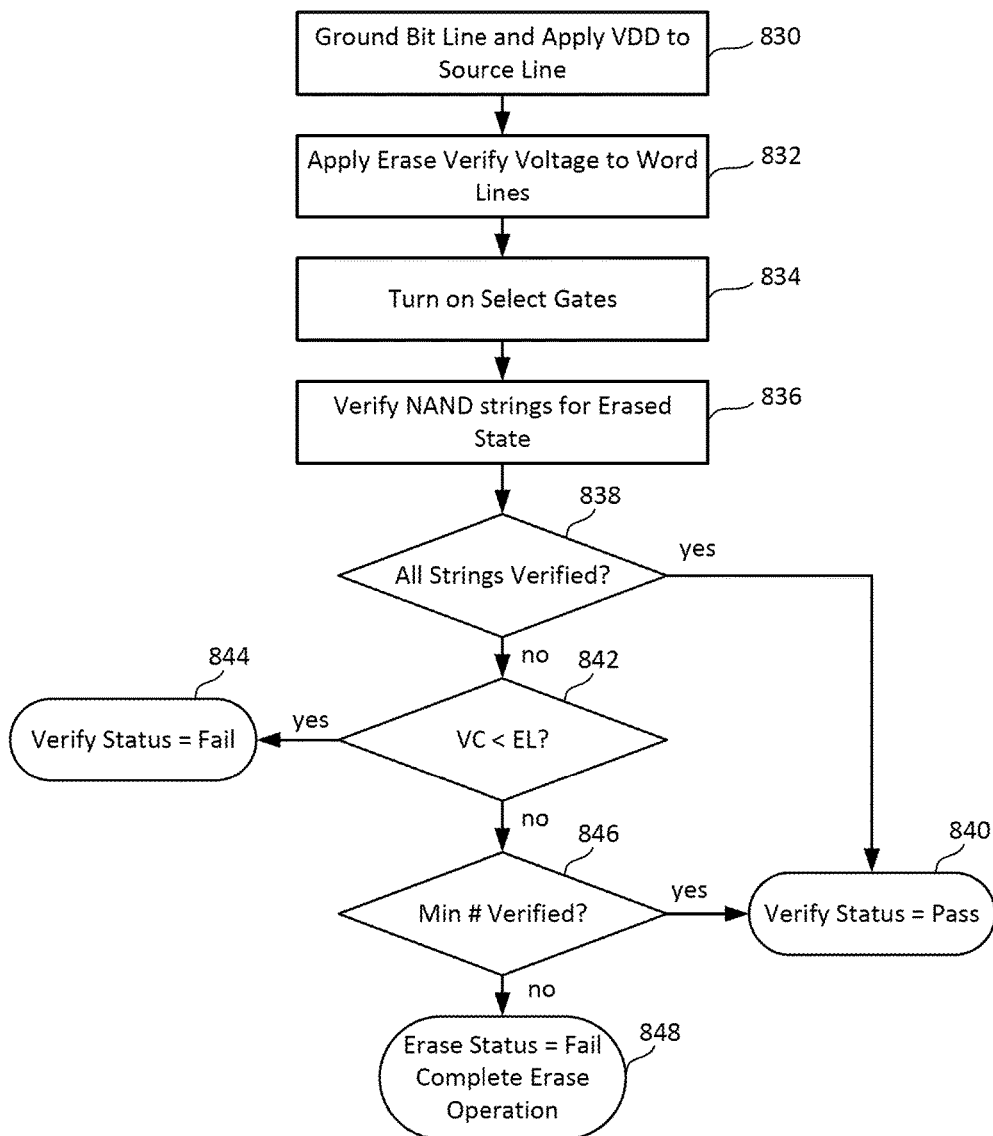 Ground Bit Line and Apply VDD to
Source Line
830
Apply Erase Verify Voltage to Word
Lines
832
Turn on Select Gates
834
Verify NAND strings for Erased
State
836
838
All Strings Verified?
yes
no
844
842
Verify Status = Fail
yes
VC < EL?
no
846
840
Min # Verified?
yes
Verify Status = Pass
no
Erase Status = Fail
Complete Erase
Operation
848